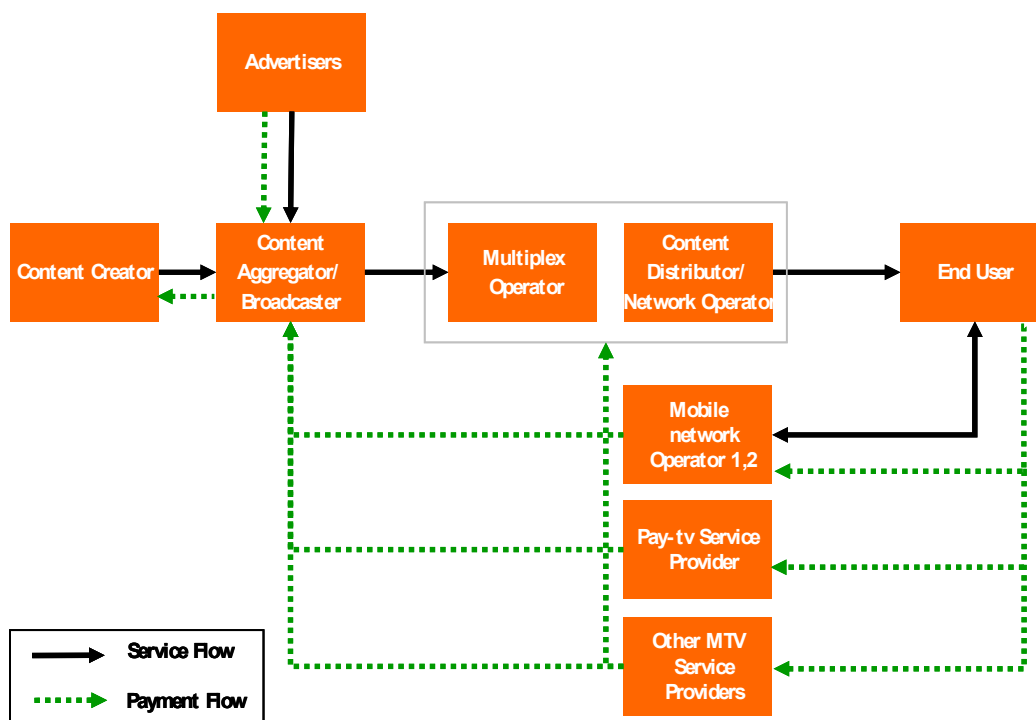 Advertisers
Content Creator
Content
Aggregator/
Broadcaster
Multiplex
Operator
Content
Distributor/
Network Operator
End User
Mobile
network
Operator 1,2
Pay-tv Service
Provider
Other MTV
Service
Providers
Service Flow
Payment Flow